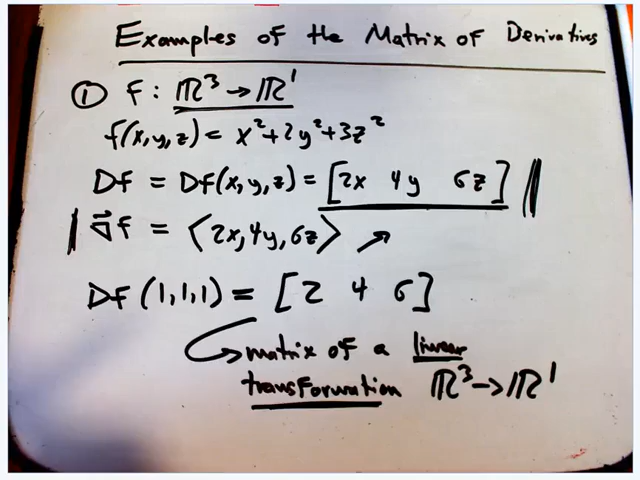 Examples of the Matrix of Derivatives
① f: ℝ³ → ℝ¹
f(x,y,z) = x²+2y²+3z²
Df = Df(x,y,z) = [2x 4y 6z]
∇⃗f = ⟨2x,4y,6z⟩ ↗
Df(1,1,1) = [2 4 6]
↪ matrix of a linear
transformation ℝ³→ℝ¹